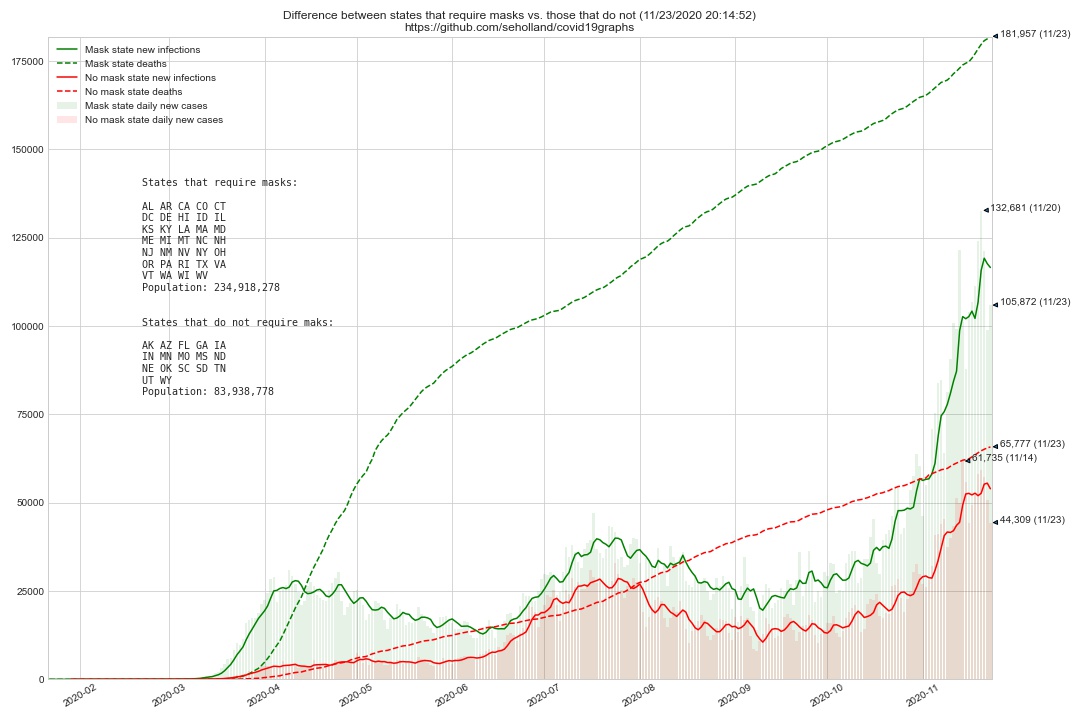 Difference between states that require masks vs. those that do not (11/23/2020 20:14:52)
https://github.com/seholland/covid19graphs
Mask state new infections
Mask state deaths
No mask state new infections
No mask state deaths
Mask state daily new cases
No mask state daily new cases
States that require masks:
AL AR CA CO CT
DC DE HI ID IL
KS KY LA MA MD
ME MI MT NC NH
NJ NM NV NY OH
OR PA RI TX VA
VT WA WI WV
Population: 234,918,278
States that do not require maks:
AK AZ FL GA IA
IN MN MO MS ND
NE OK SC SD TN
UT WY
Population: 83,938,778
181,957 (11/23)
132,681 (11/20)
105,872 (11/23)
65,777 (11/23)
61,735 (11/14)
44,309 (11/23)
175000
150000
125000
100000
75000
50000
25000
0
2020-02
2020-03
2020-04
2020-05
2020-06
2020-07
2020-08
2020-09
2020-10
2020-11